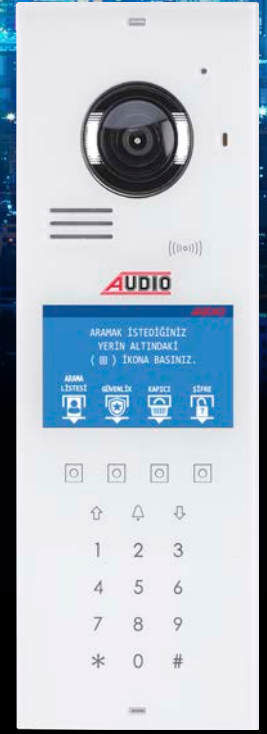 AUDIO
AUDIO
ARAMAK İSTEDİĞİNİZ
YERİN ALTINDAKİ
( ) İKONA BASINIZ.
ARAMA
LİSTESİ GÜVENLİK KAPICI ŞİFRE
1 2 3
4 5 6
7 8 9
* 0 #